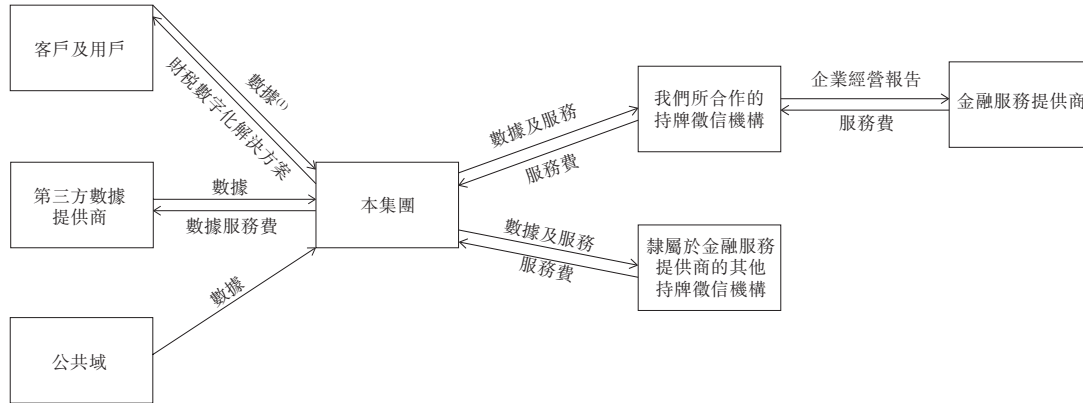 客戶及用戶
數據(1)
財稅數字化解決方案
第三方數據
提供商
數據
數據服務費
公共域
數據
本集團
數據及服務
服務費
我們所合作的
持牌徵信機構
企業經營報告
服務費
金融服務提供商
數據及服務
服務費
隸屬於金融服務
提供商的其他
持牌徵信機構